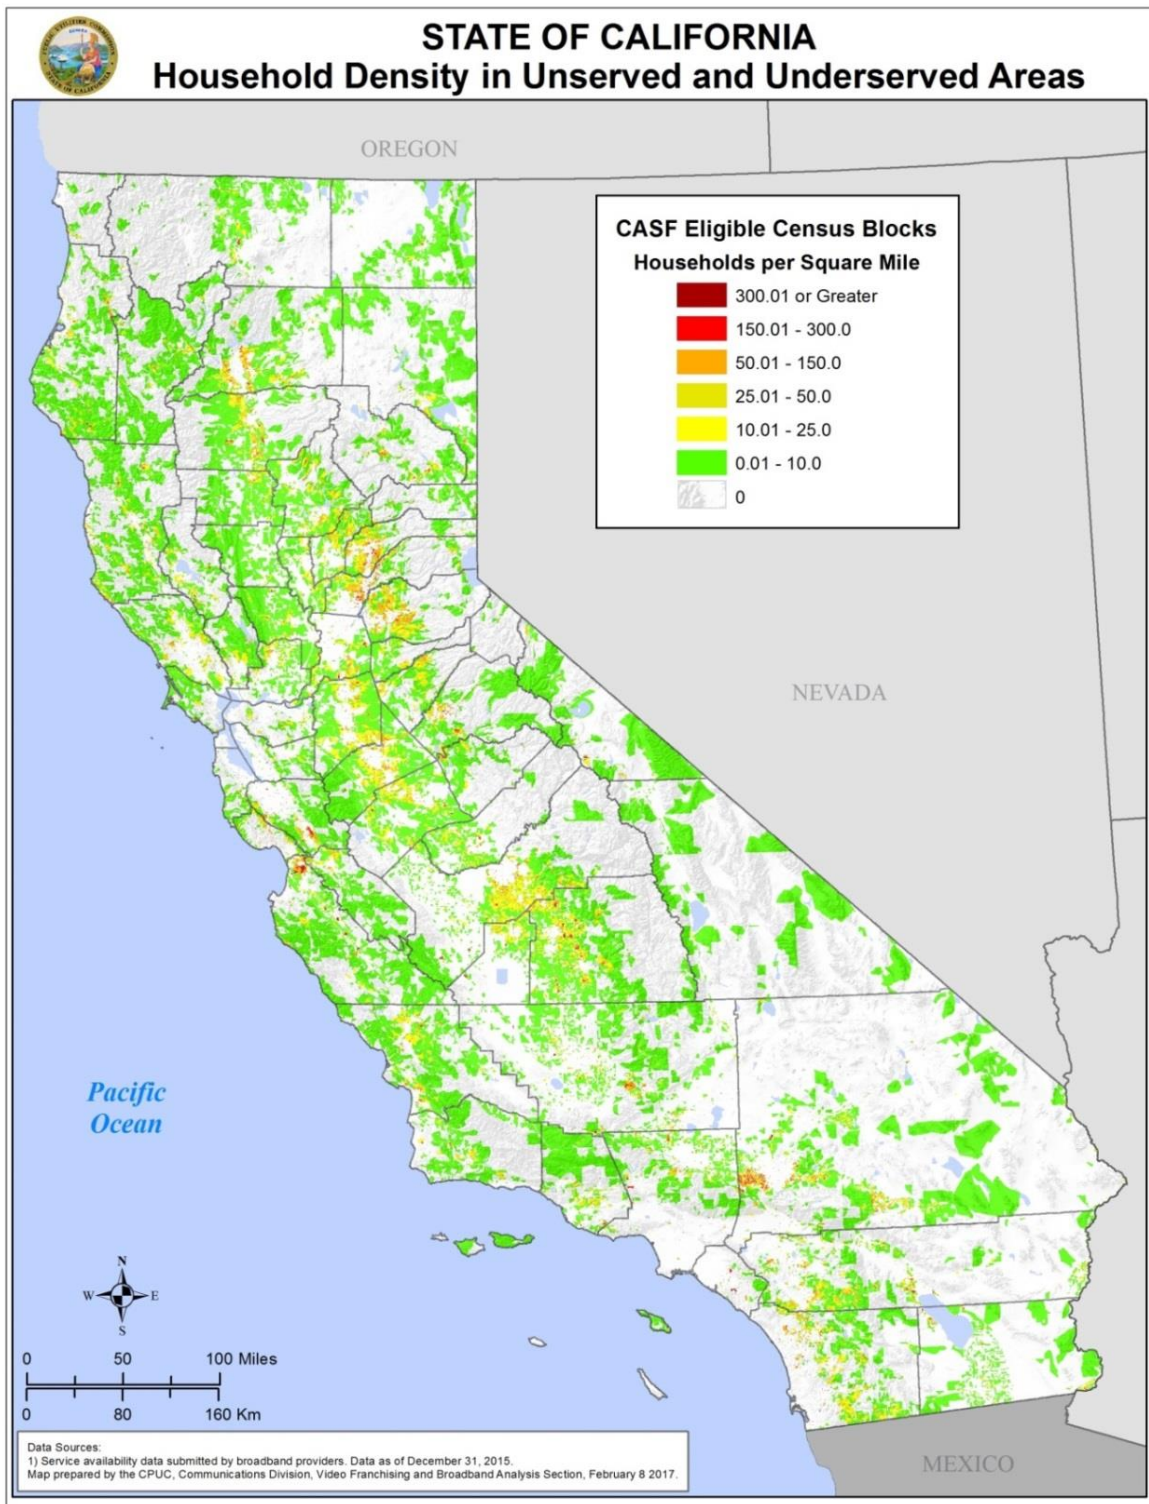 STATE OF CALIFORNIA
Household Density in Unserved and Underserved Areas
OREGON
CASF Eligible Census Blocks
Households per Square Mile
300.01 or Greater
150.01 - 300.0
50.01 - 150.0
25.01 - 50.0
10.01 - 25.0
0.01 - 10.0
0
NEVADA
Pacific
Ocean
N
W E
S
0 50 100 Miles
0 80 160 Km
Data Sources:
1) Service availability data submitted by broadband providers. Data as of December 31, 2015.
Map prepared by the CPUC, Communications Division, Video Franchising and Broadband Analysis Section, February 8 2017.
MEXICO